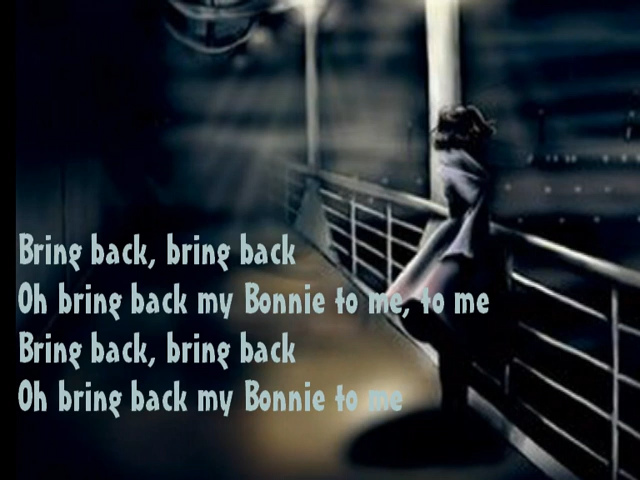 Bring back, bring back
Oh bring back my Bonnie to me, to me
Bring back, bring back
Oh bring back my Bonnie to me